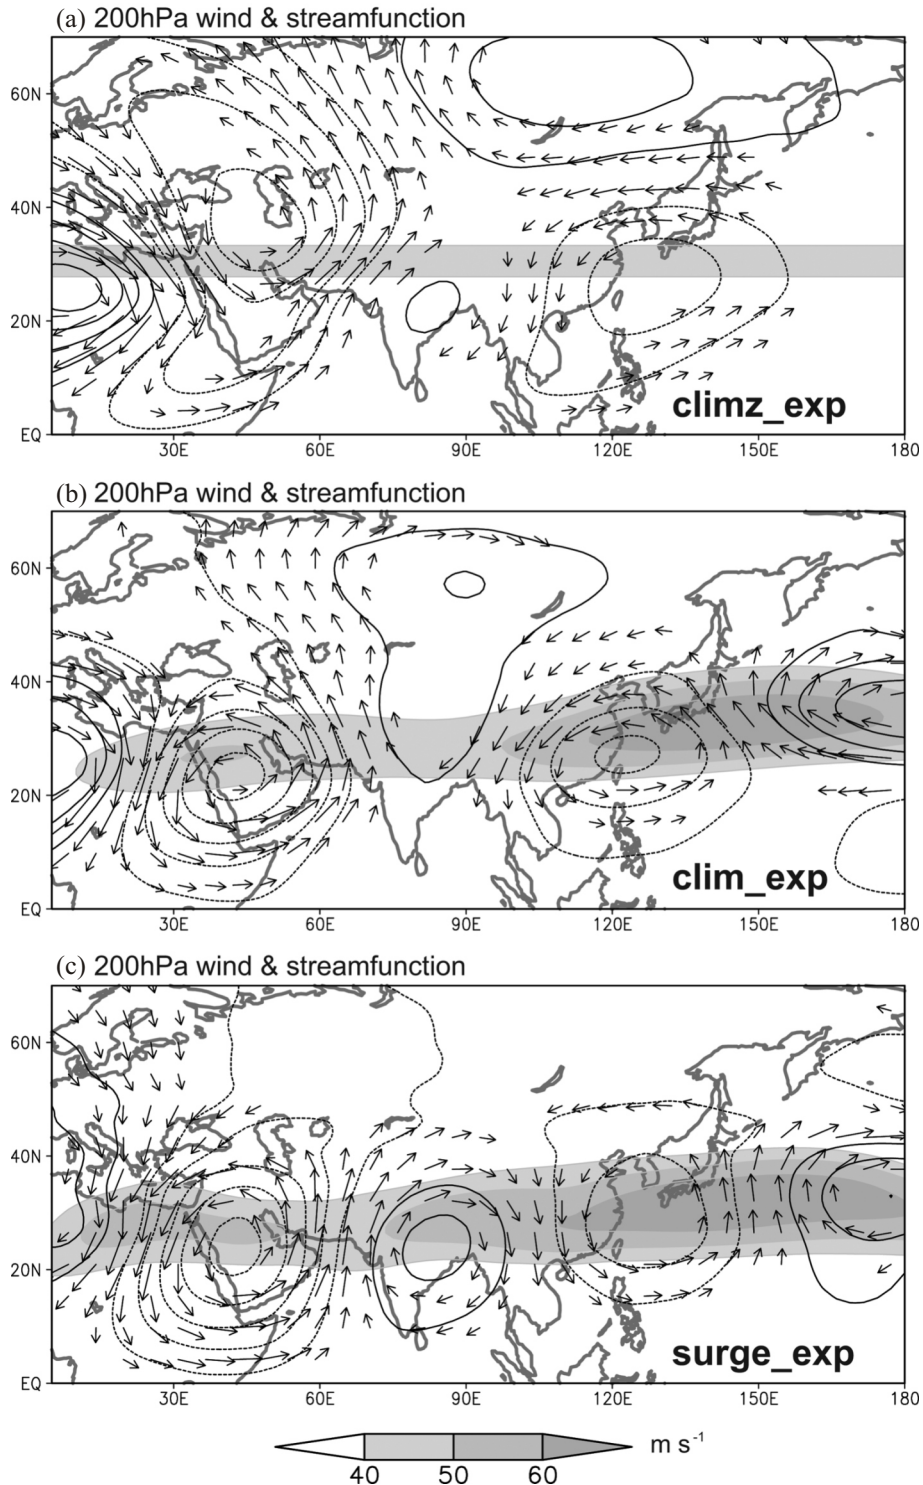 (a) 200hPa wind & streamfunction
60N
40N
20N
EQ
climz_exp
30E 60E 90E 120E 150E 180
(b) 200hPa wind & streamfunction
60N
40N
20N
EQ
clim_exp
30E 60E 90E 120E 150E 180
(c) 200hPa wind & streamfunction
60N
40N
20N
EQ
surge_exp
30E 60E 90E 120E 150E 180
m s-1
40 50 60